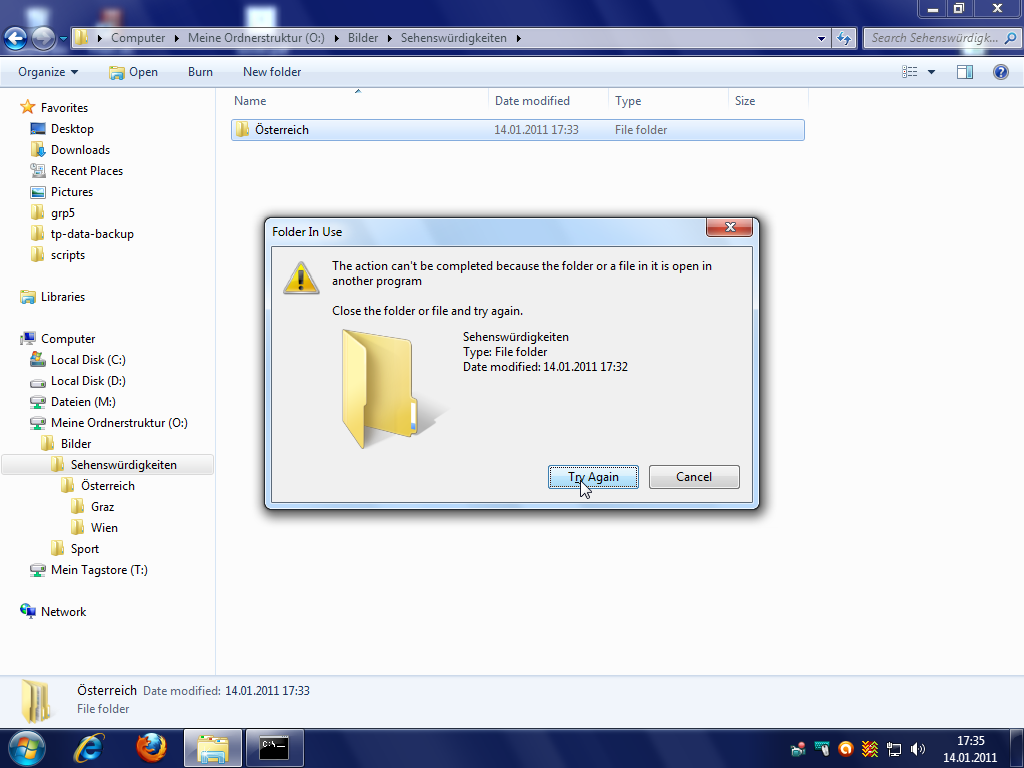 Computer Meine Ordnerstruktur (O:) Bilder Sehenswürdigkeiten
Search Sehenswürdigk...
Organize Open Burn New folder
Favorites
Desktop
Downloads
Recent Places
Pictures
grp5
tp-data-backup
scripts
Libraries
Computer
Local Disk (C:)
Local Disk (D:)
Dateien (M:)
Meine Ordnerstruktur (O:)
Bilder
Sehenswürdigkeiten
Österreich
Graz
Wien
Sport
Mein Tagstore (T:)
Network
Name Date modified Type Size
Österreich 14.01.2011 17:33 File folder
Folder In Use
The action can't be completed because the folder or a file in it is open in
another program
Close the folder or file and try again.
Sehenswürdigkeiten
Type: File folder
Date modified: 14.01.2011 17:32
Try Again Cancel
Österreich Date modified: 14.01.2011 17:33
File folder
C:\
17:35
14.01.2011